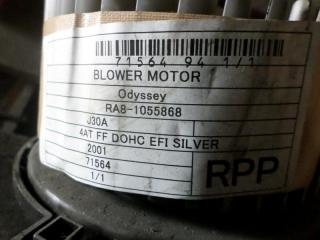 71564 94 1/1
BLOWER MOTOR
Odyssey
RA8-1055868
J30A
4AT FF DOHC EFI SILVER
2001
71564
1/1
RPP